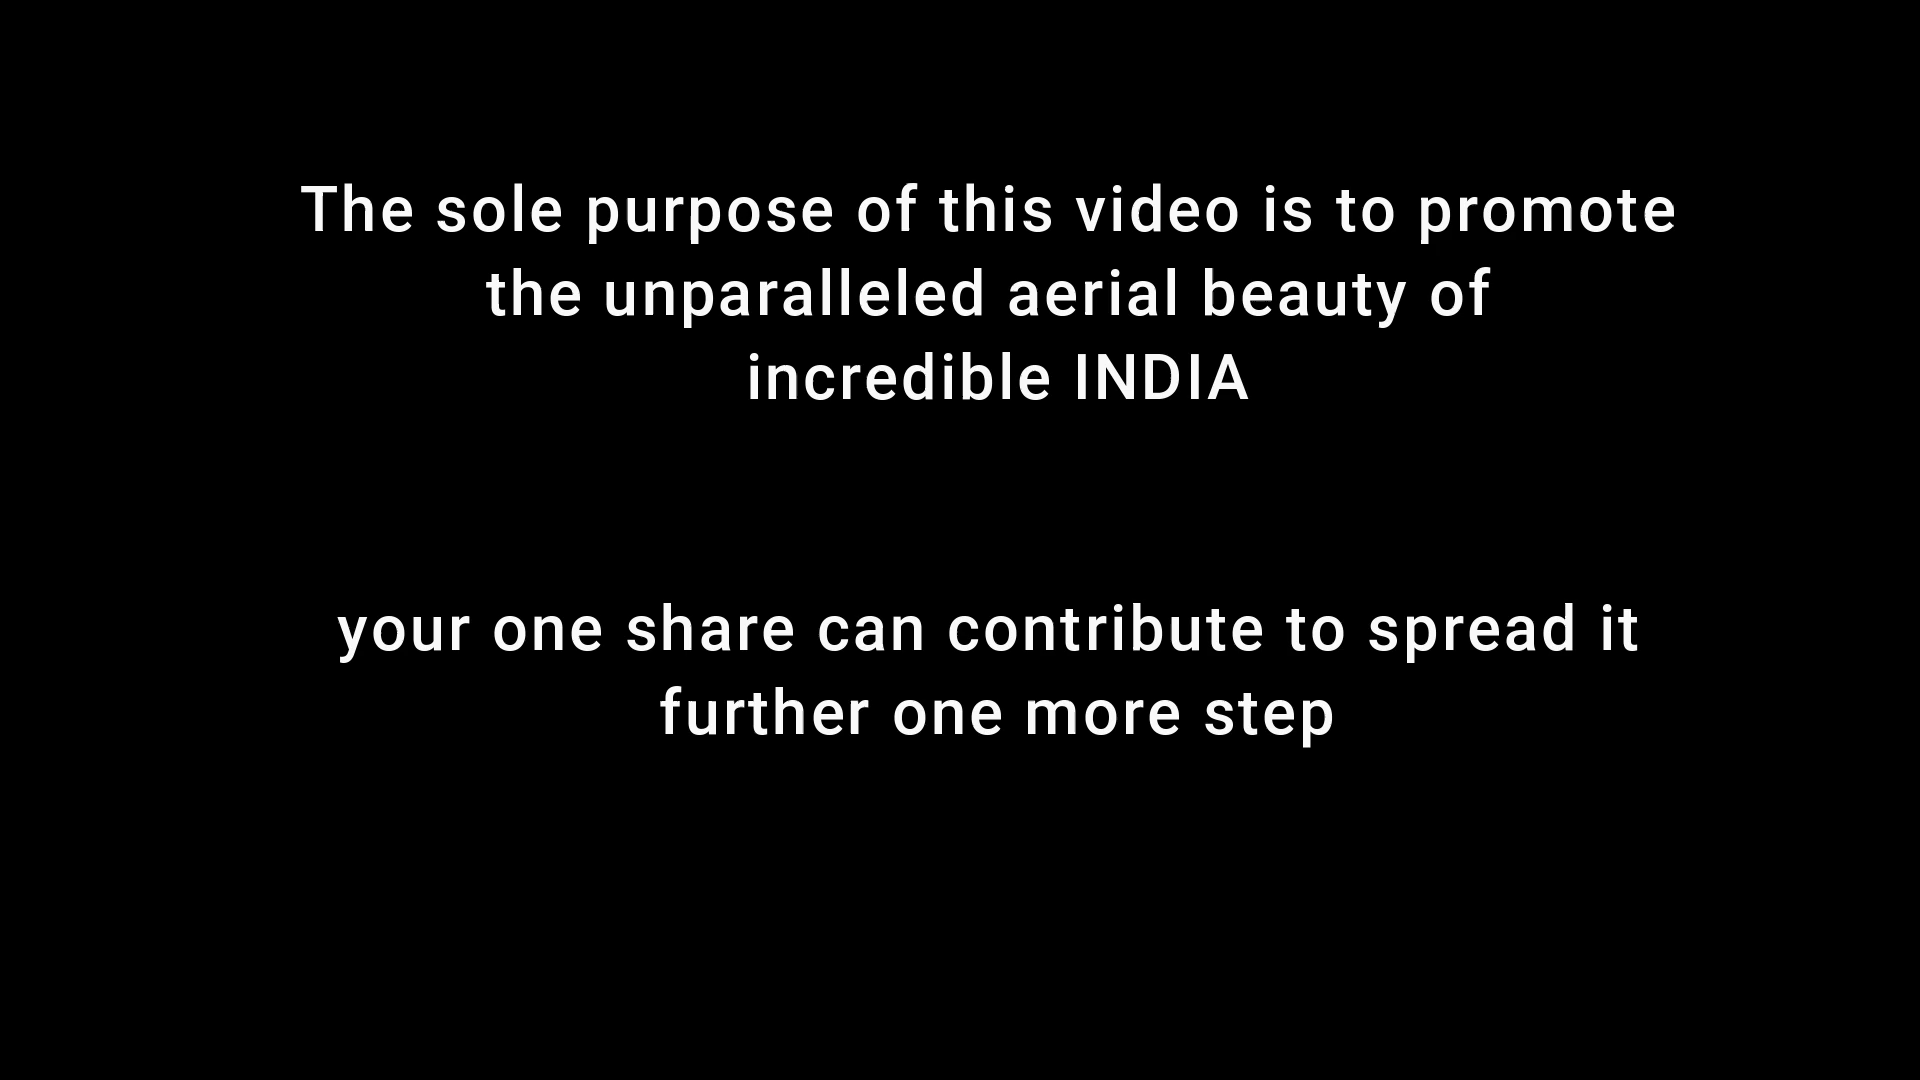 The sole purpose of this video is to promote
the unparalleled aerial beauty of
incredible INDIA
your one share can contribute to spread it
further one more step